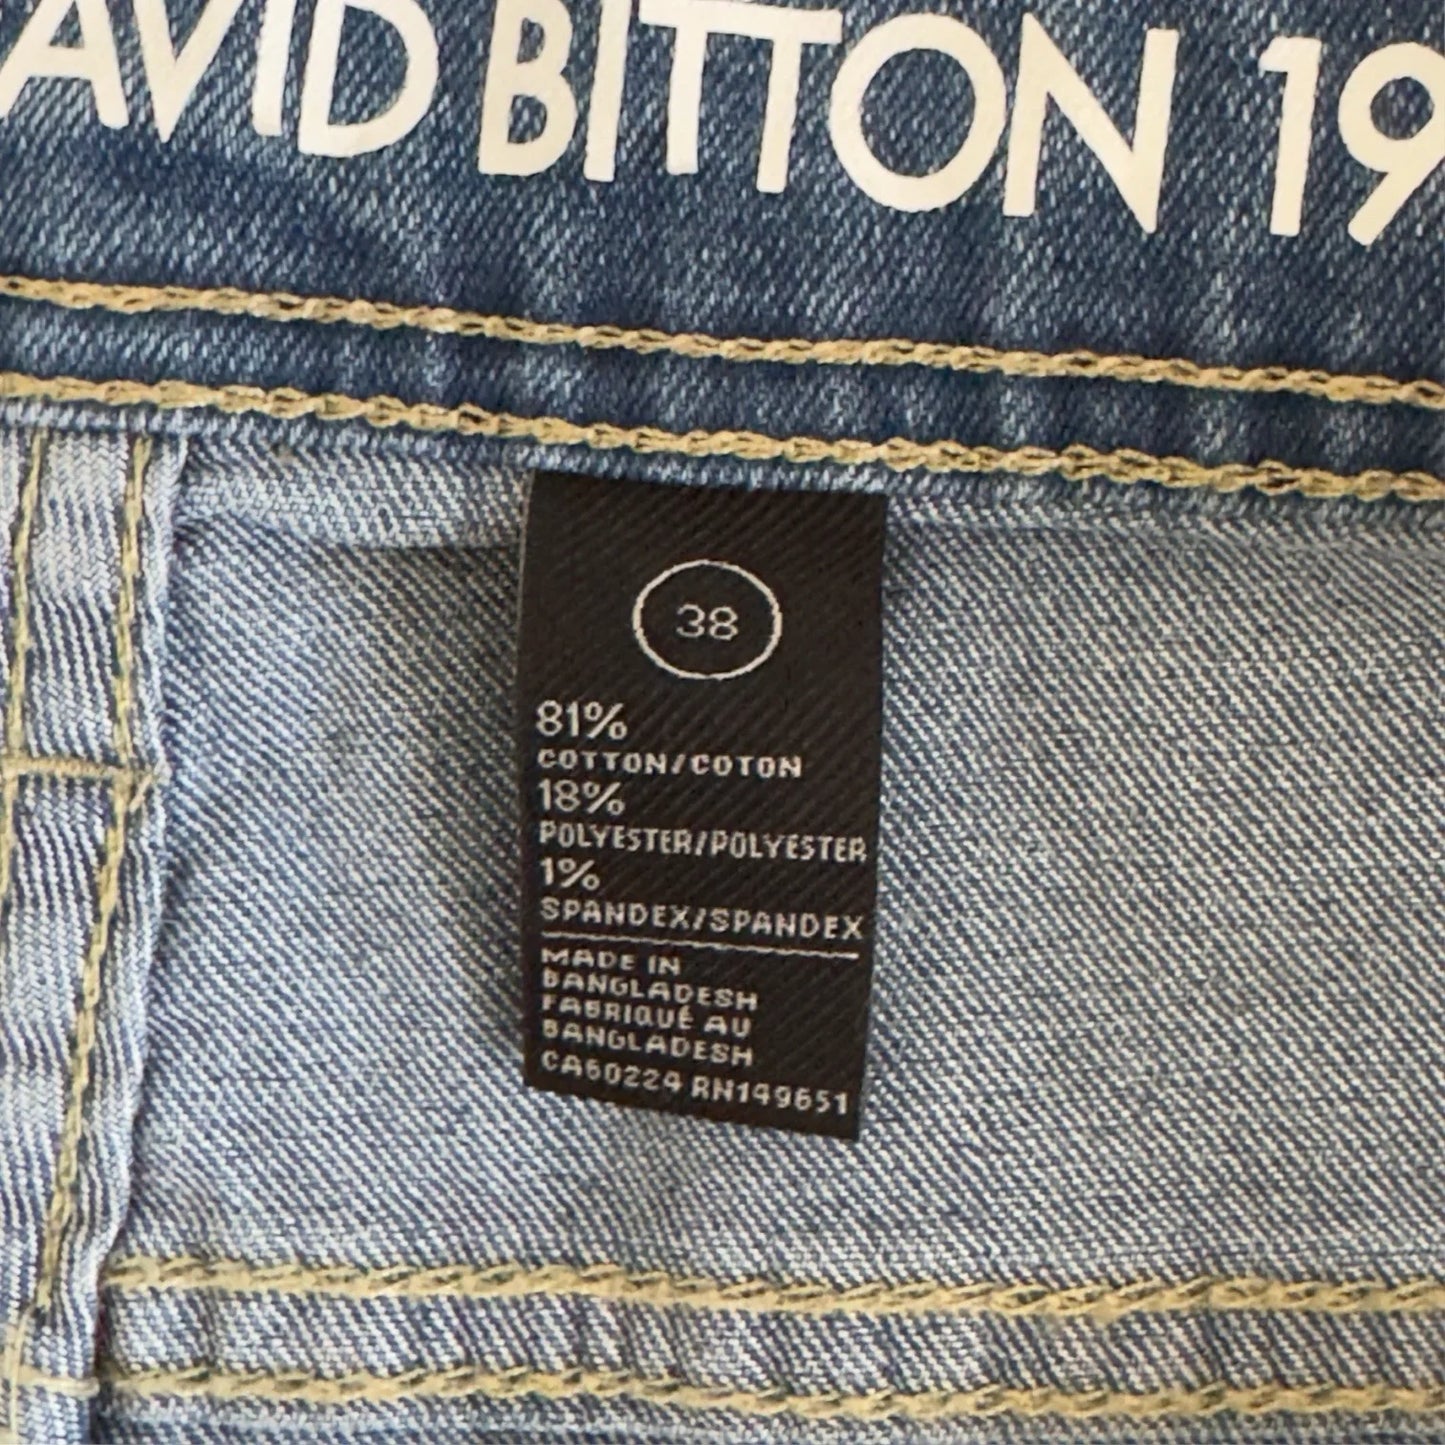 AVID BITTON 19
38
81%
COTTON/COTON
18%
POLYESTER/POLYESTER
1%
SPANDEX/SPANDEX
MADE IN
BANGLADESH
FABRIQUÉ AU
BANGLADESH
CA60224 RN149651